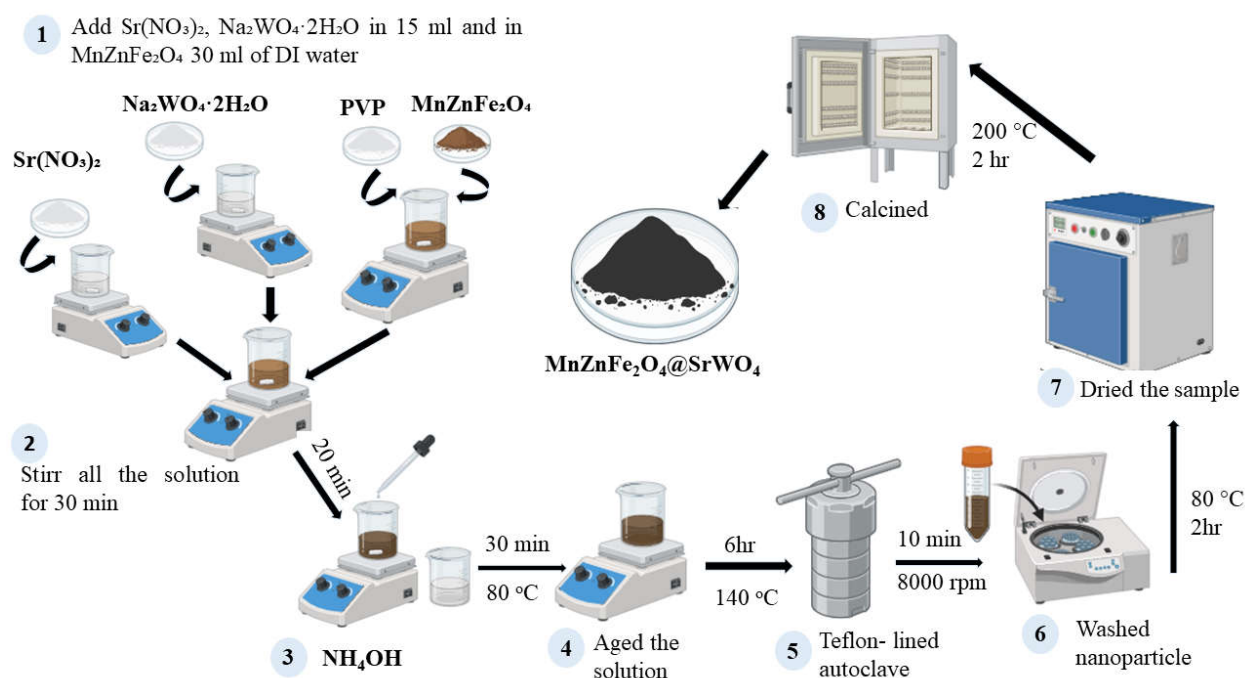 1 Add Sr(NO₃)₂, Na₂WO₄·2H₂O in 15 ml and in
MnZnFe₂O₄ 30 ml of DI water
Na₂WO₄·2H₂O
PVP
MnZnFe₂O₄
Sr(NO₃)₂
2
Stirr all the solution
for 30 min
20 min
3 NH₄OH
30 min
80 °C
4 Aged the
solution
6hr
140 °C
5 Teflon- lined
autoclave
10 min
8000 rpm
6 Washed
nanoparticle
80 °C
2hr
7 Dried the sample
200 °C
2 hr
8 Calcined
MnZnFe₂O₄@SrWO₄